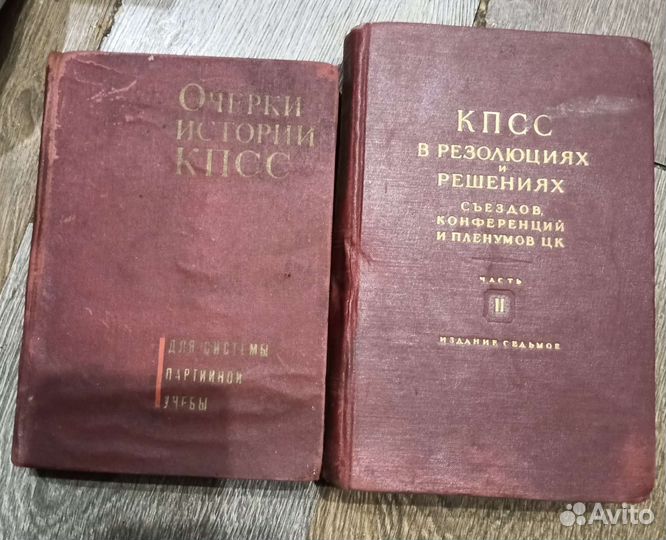 ОЧЕРКИ
ИСТОРИИ
КПСС
ДЛЯ СИСТЕМЫ
ПАРТИЙНОЙ
УЧЕБЫ
КПСС
В РЕЗОЛЮЦИЯХ
И
РЕШЕНИЯХ
СЪЕЗДОВ,
КОНФЕРЕНЦИЙ
И ПЛЕНУМОВ ЦК
ЧАСТЬ
II
ИЗДАНИЕ СЕДЬМОЕ
Avito